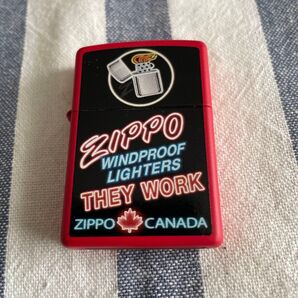 ZIPPO
WINDPROOF
LIGHTERS
THEY WORK
ZIPPO CANADA